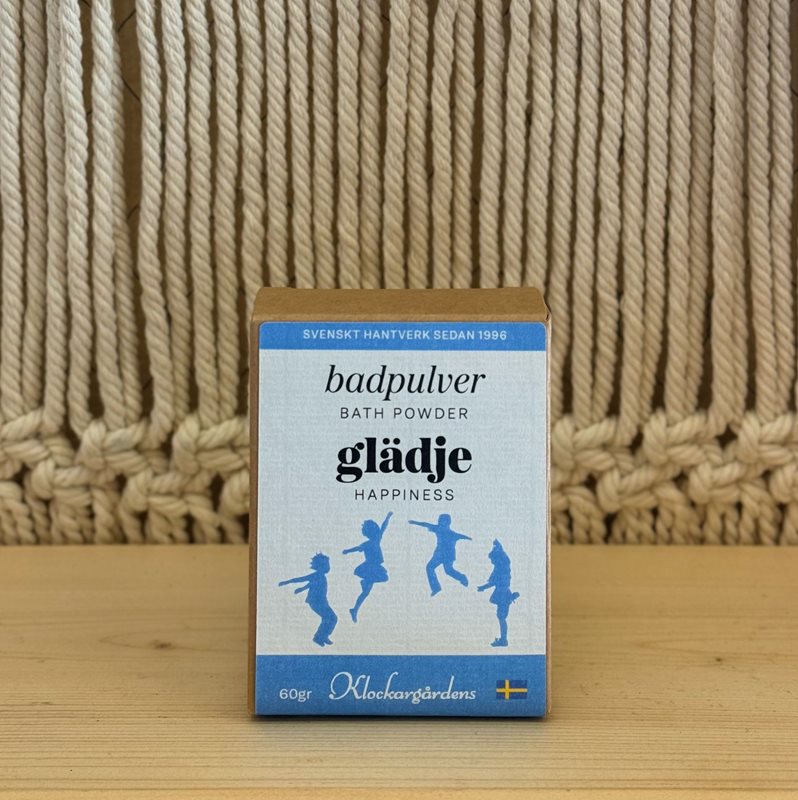 SVENSKT HANTVERK SEDAN 1996
badpulver
BATH POWDER
glädje
HAPPINESS
60gr Klockargårdens